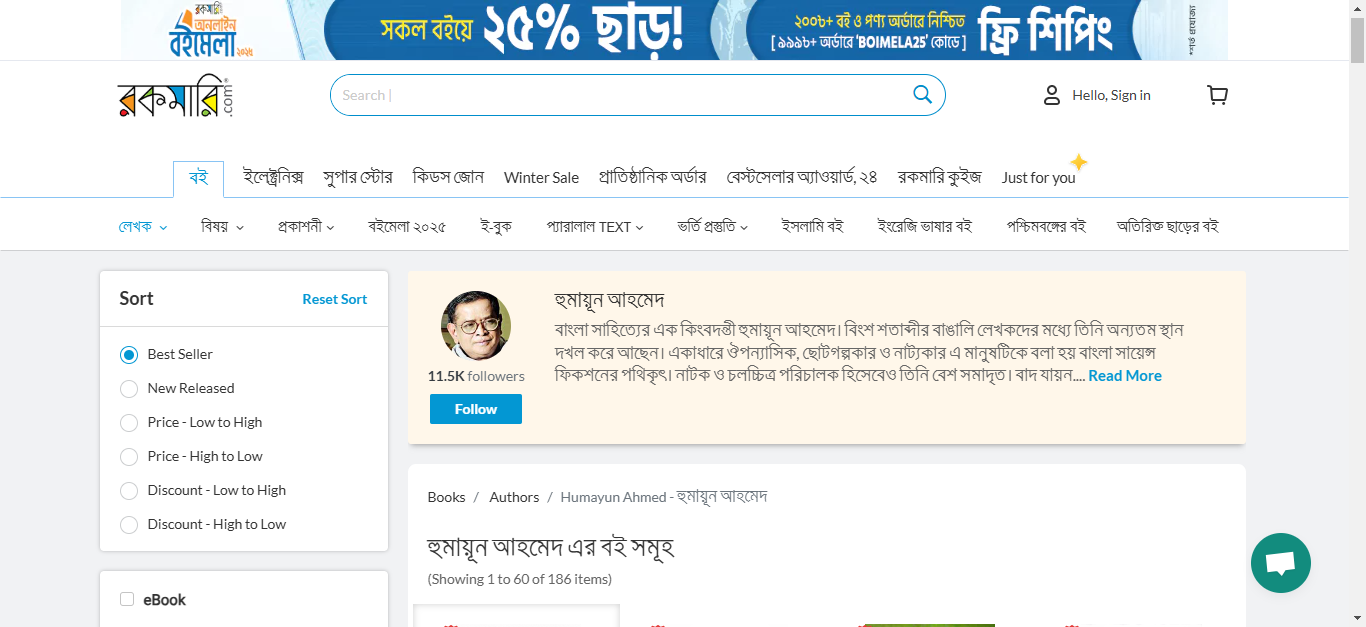 রকমারি
অনলাইন
বইমেলা ২০২৫
সকল বইয়ে ২৫% ছাড়!
২০০৮+ বই ও পণ্য অর্ডারে নিশ্চিত
[ ১৯৯৮+ অর্ডারে 'BOIMELA25' কোডে ]
ফ্রি শিপিং
*শর্ত প্রযোজ্য
রকমারি.com
Search
Hello, Sign in
বই ইলেক্ট্রনিক্স সুপার স্টোর কিডস জোন Winter Sale প্রাতিষ্ঠানিক অর্ডার বেস্টসেলার অ্যাওয়ার্ড, ২৪ রকমারি কুইজ Just for you
লেখক বিষয় প্রকাশনী বইমেলা ২০২৫ ই-বুক প্যারালাল TEXT ভর্তি প্রস্তুতি ইসলামি বই ইংরেজি ভাষার বই পশ্চিমবঙ্গের বই অতিরিক্ত ছাড়ের বই
Sort Reset Sort
Best Seller
New Released
Price - Low to High
Price - High to Low
Discount - Low to High
Discount - High to Low
eBook
11.5K followers
Follow
হুমায়ূন আহমেদ
বাংলা সাহিত্যের এক কিংবদন্তী হুমায়ূন আহমেদ। বিংশ শতাব্দীর বাঙালি লেখকদের মধ্যে তিনি অন্যতম স্থান
দখল করে আছেন। একাধারে ঔপন্যাসিক, ছোটগল্পকার ও নাট্যকার এ মানুষটিকে বলা হয় বাংলা সায়েন্স
ফিকশনের পথিকৃৎ। নাটক ও চলচ্চিত্র পরিচালক হিসেবেও তিনি বেশ সমাদৃত। বাদ যায়ন.... Read More
Books / Authors / Humayun Ahmed - হুমায়ূন আহমেদ
হুমায়ূন আহমেদ এর বই সমূহ
(Showing 1 to 60 of 186 items)